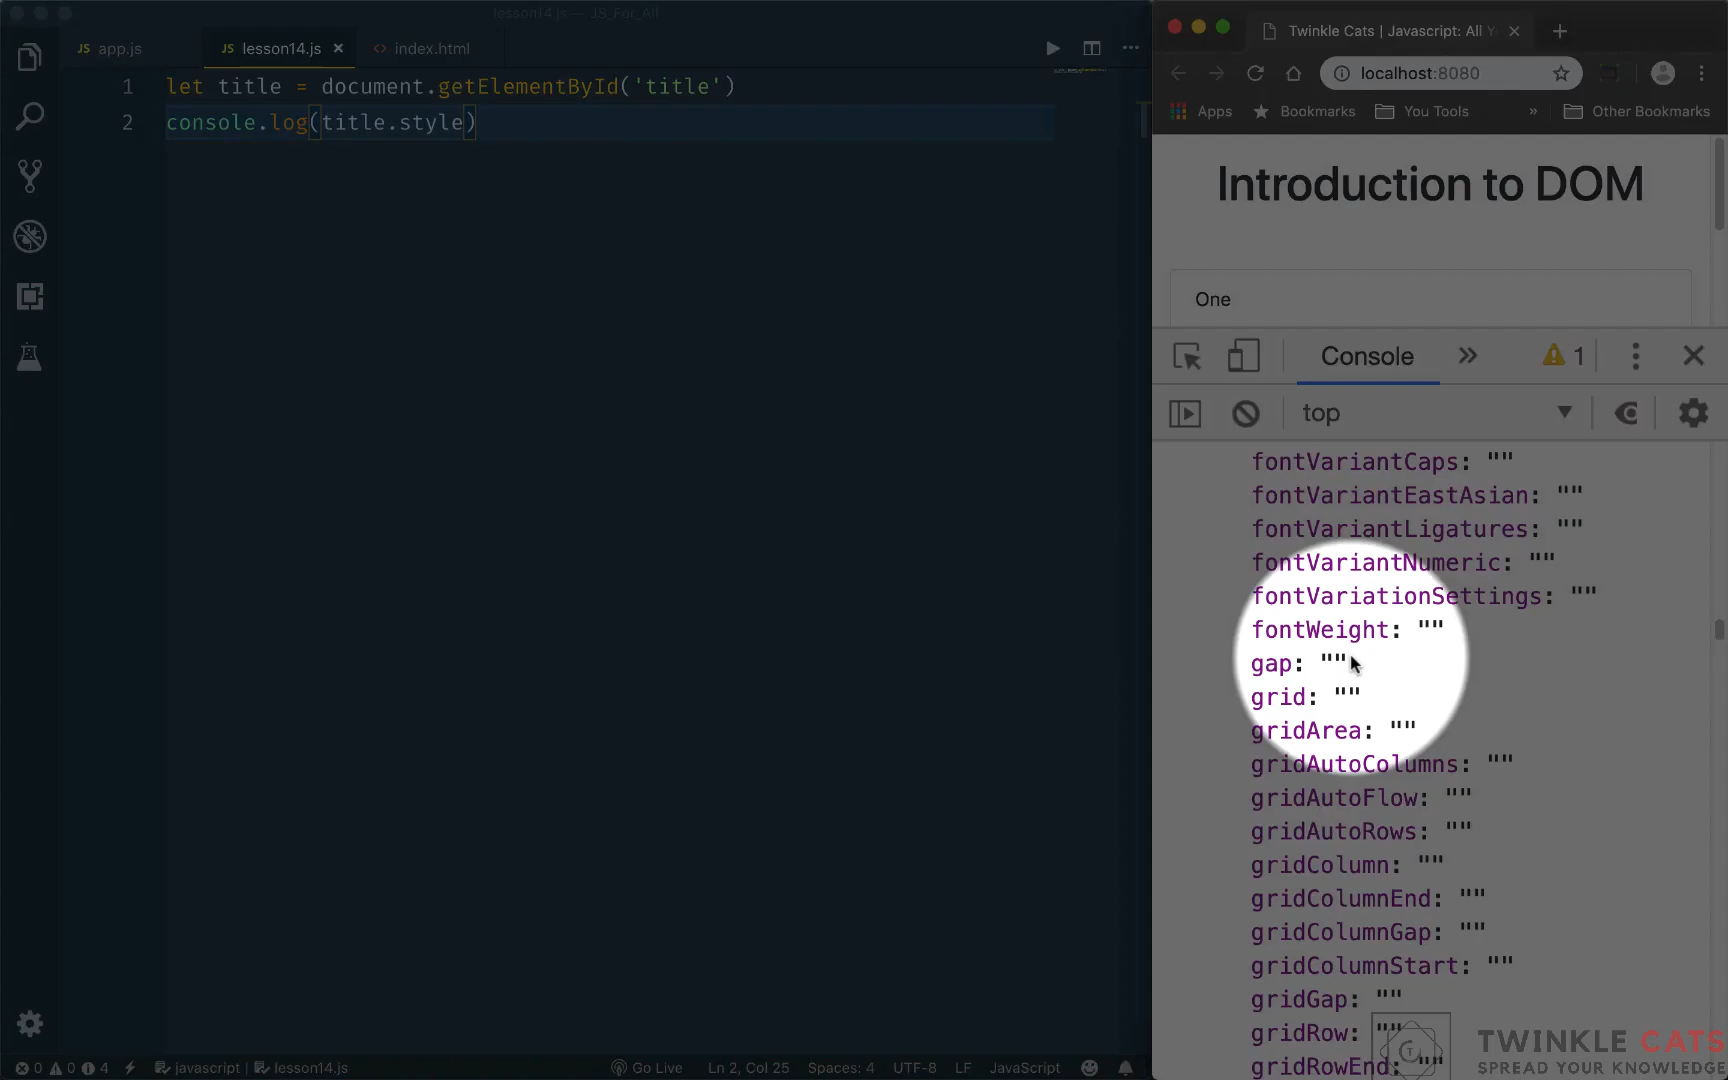 lesson14.js — JS_For_All
JS app.js
JS lesson14.js ×
<> index.html
1 let title = document.getElementById('title')
2 console.log(title.style)
0 0 4 javascript | lesson14.js
Go Live Ln 2, Col 25 Spaces: 4 UTF-8 LF JavaScript
Twinkle Cats | Javascript: All Y
localhost:8080
Apps Bookmarks You Tools » Other Bookmarks
Introduction to DOM
One
Console » 1
top
fontVariantCaps: ""
fontVariantEastAsian: ""
fontVariantLigatures: ""
fontVariantNumeric: ""
fontVariationSettings: ""
fontWeight: ""
gap: ""
grid: ""
gridArea: ""
gridAutoColumns: ""
gridAutoFlow: ""
gridAutoRows: ""
gridColumn: ""
gridColumnEnd: ""
gridColumnGap: ""
gridColumnStart: ""
gridGap: ""
gridRow: ""
gridRowEnd: ""
TWINKLE CATS
SPREAD YOUR KNOWLEDGE